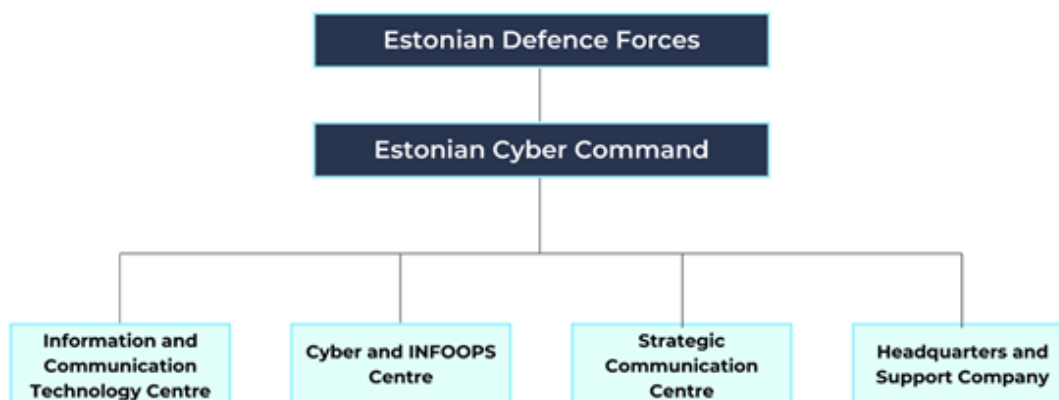 Estonian Defence Forces
Estonian Cyber Command
Information and
Communication
Technology Centre
Cyber and INFOOPS
Centre
Strategic
Communication
Centre
Headquarters and
Support Company